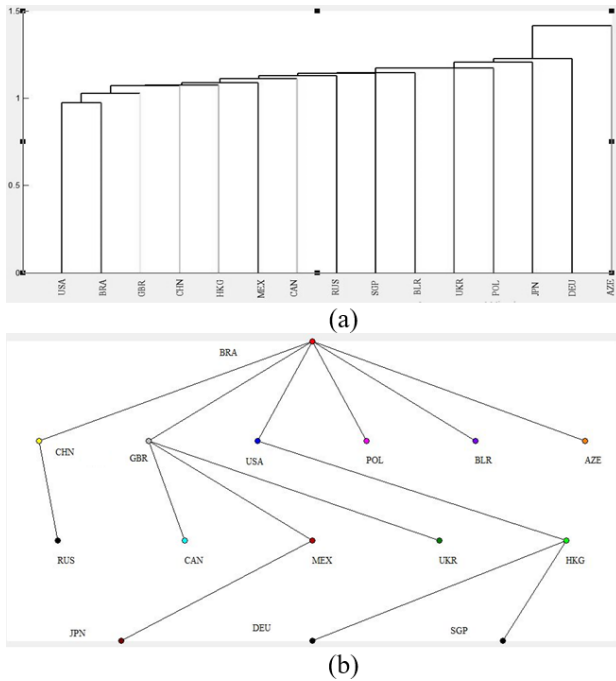 1.5
1
0.5
0
USA BRA GBR CHN HKG MEX CAN RUS SGP BLR UKR POL JPN DEU AZE
(a)
BRA
CHN GBR USA POL BLR AZE
RUS CAN MEX UKR HKG
JPN DEU SGP
(b)